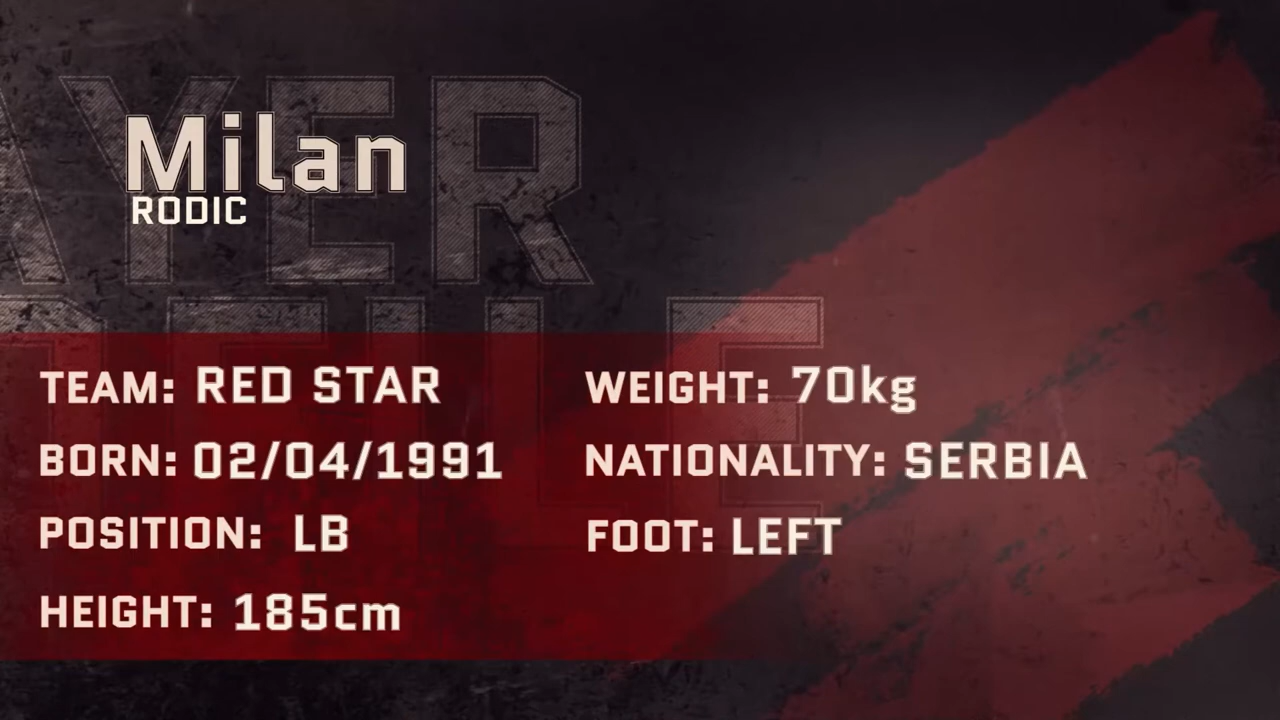 AYER
Milan
RODIC
TEAM: RED STAR
BORN: 02/04/1991
POSITION: LB
HEIGHT: 185cm
WEIGHT: 70kg
NATIONALITY: SERBIA
FOOT: LEFT